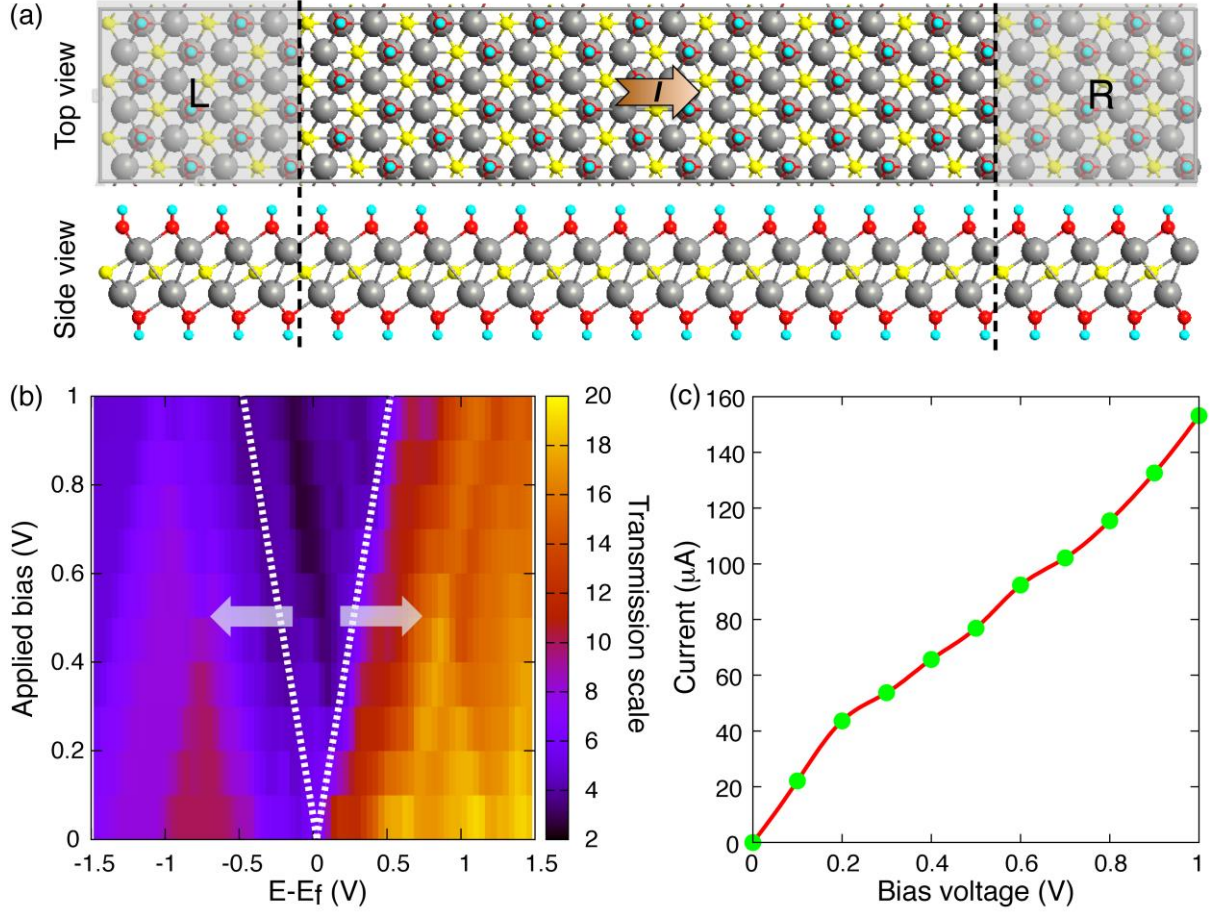 (a)
Top view
L
I
R
Side view
(b)
Applied bias (V)
1
0.8
0.6
0.4
0.2
0
-1.5
-1
-0.5
0
0.5
1
1.5
E-Ef (V)
20
18
16
14
12
10
8
6
4
2
Transmission scale
(c)
Current (μA)
160
140
120
100
80
60
40
20
0
0
0.2
0.4
0.6
0.8
1
Bias voltage (V)